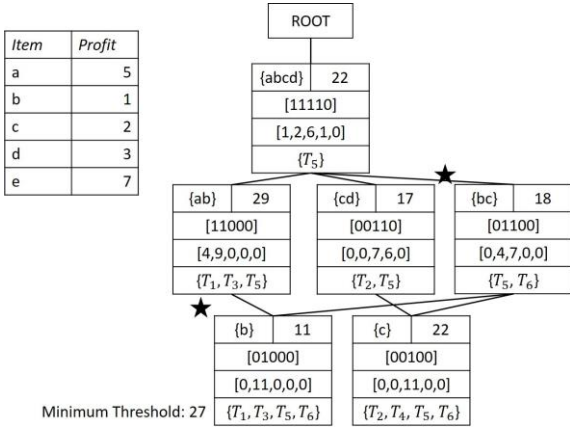 ROOT
Item Profit
a 5
b 1
c 2
d 3
e 7
{abcd} 22
[11110]
[1,2,6,1,0]
{T₅}
{ab} 29
[11000]
[4,9,0,0,0]
{T₁, T₃, T₅}
{cd} 17
[00110]
[0,0,7,6,0]
{T₂, T₅}
{bc} 18
[01100]
[0,4,7,0,0]
{T₅, T₆}
{b} 11
[01000]
[0,11,0,0,0]
{T₁, T₃, T₅, T₆}
{c} 22
[00100]
[0,0,11,0,0]
{T₂, T₄, T₅, T₆}
Minimum Threshold: 27